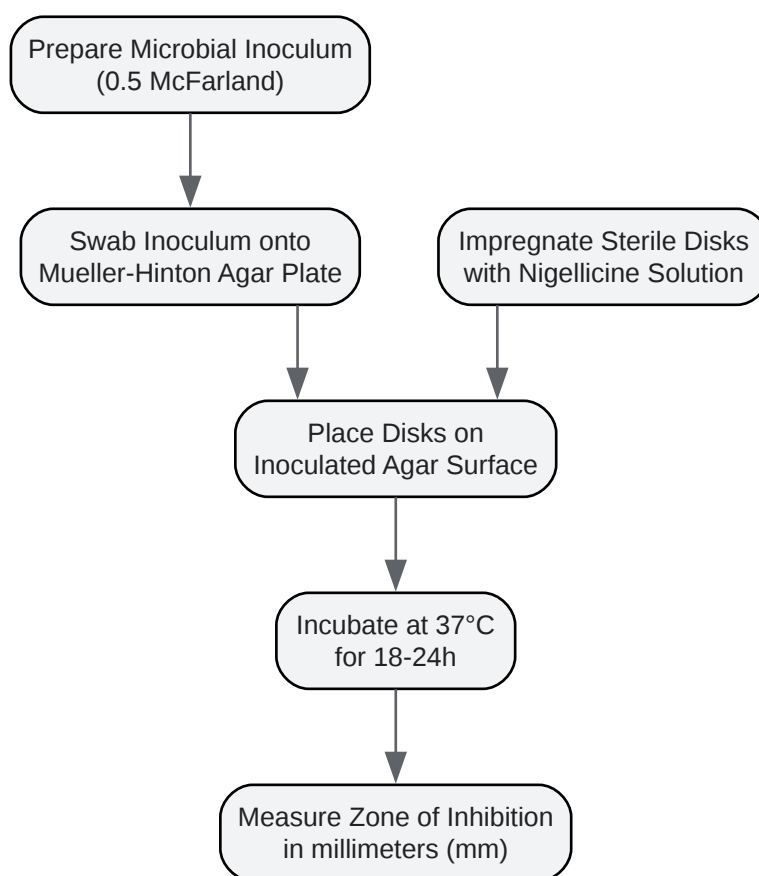 Prepare Microbial Inoculum
(0.5 McFarland)
Swab Inoculum onto
Mueller-Hinton Agar Plate
Impregnate Sterile Disks
with Nigellicine Solution
Place Disks on
Inoculated Agar Surface
Incubate at 37°C
for 18-24h
Measure Zone of Inhibition
in millimeters (mm)